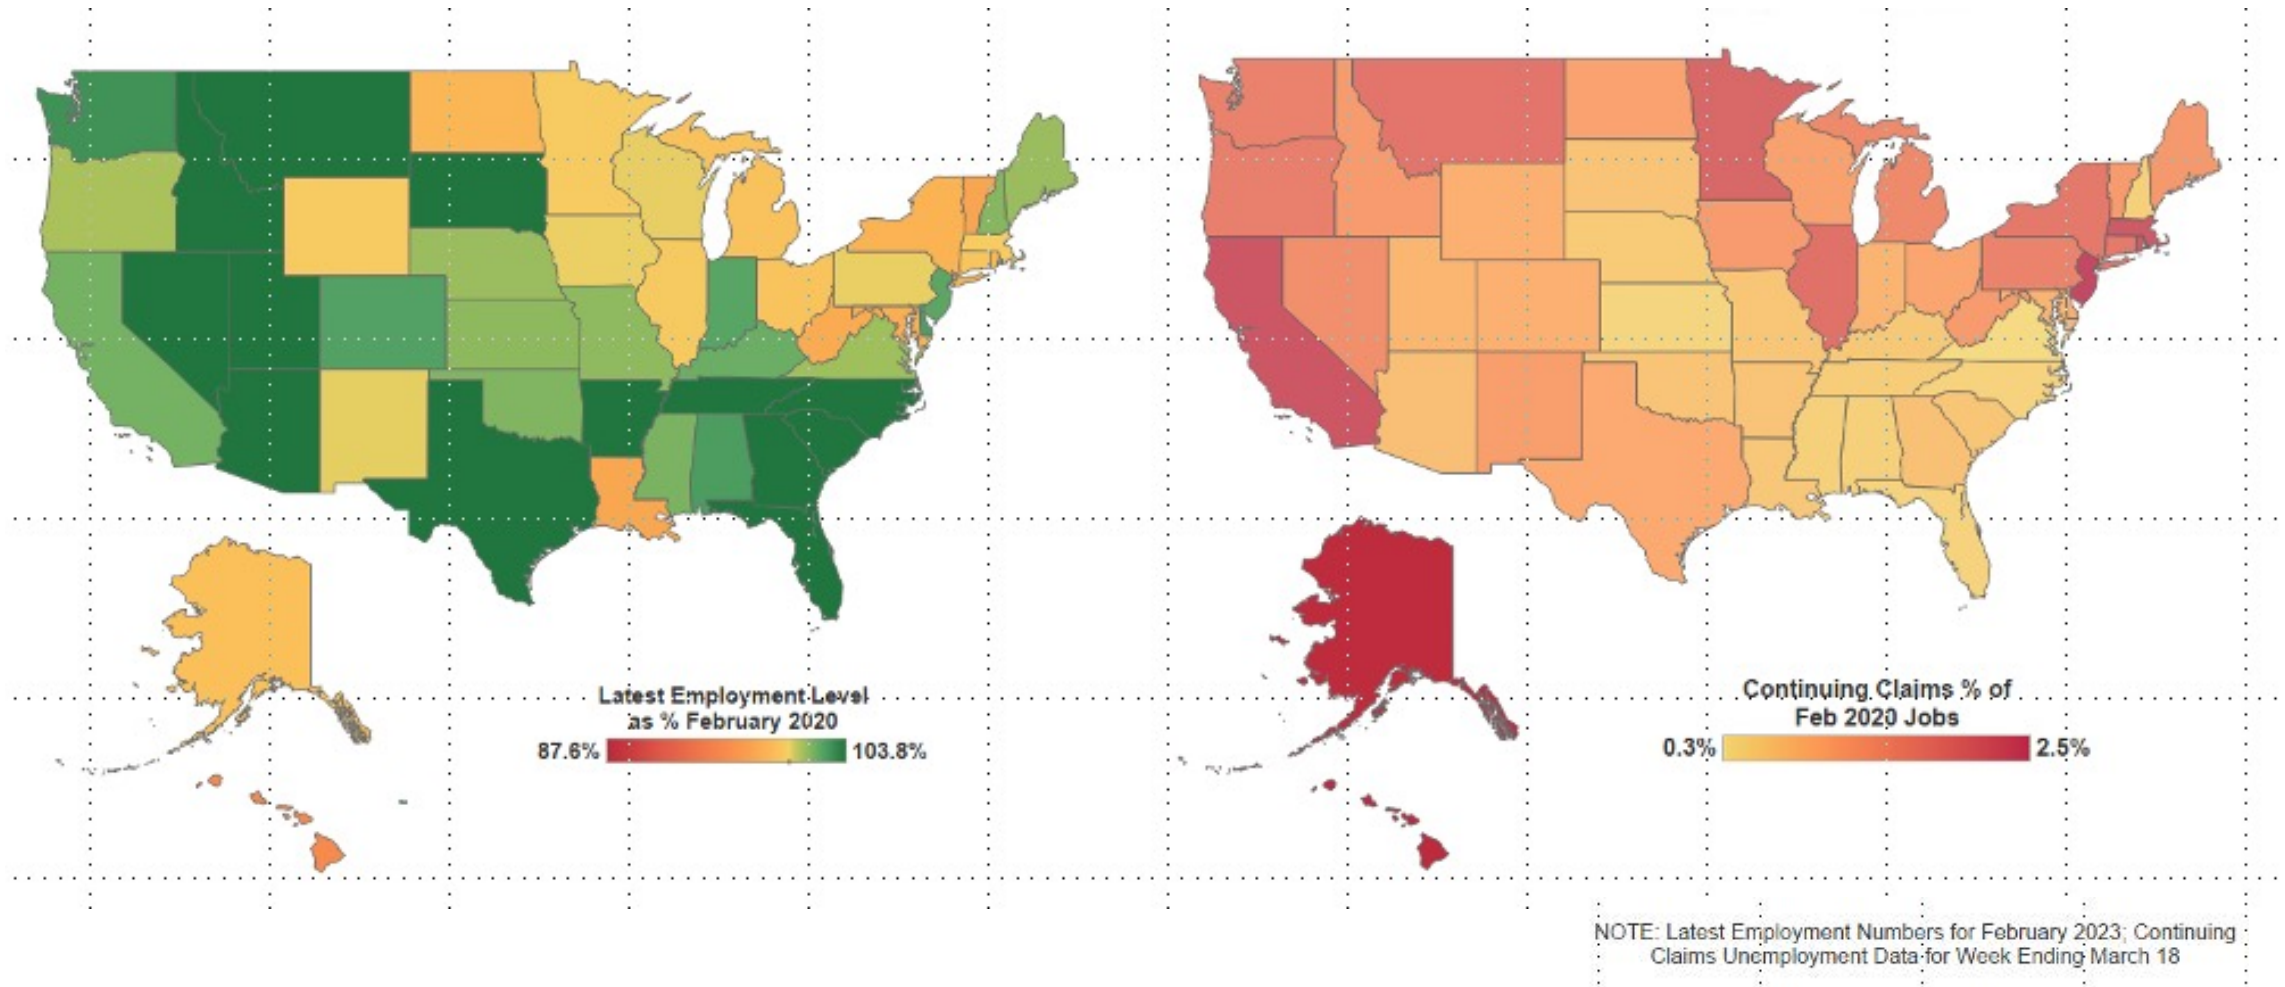 Latest Employment Level
as % February 2020
87.6%
103.8%
Continuing Claims % of
Feb 2020 Jobs
0.3%
2.5%
NOTE: Latest Employment Numbers for February 2023; Continuing
Claims Unemployment Data for Week Ending March 18